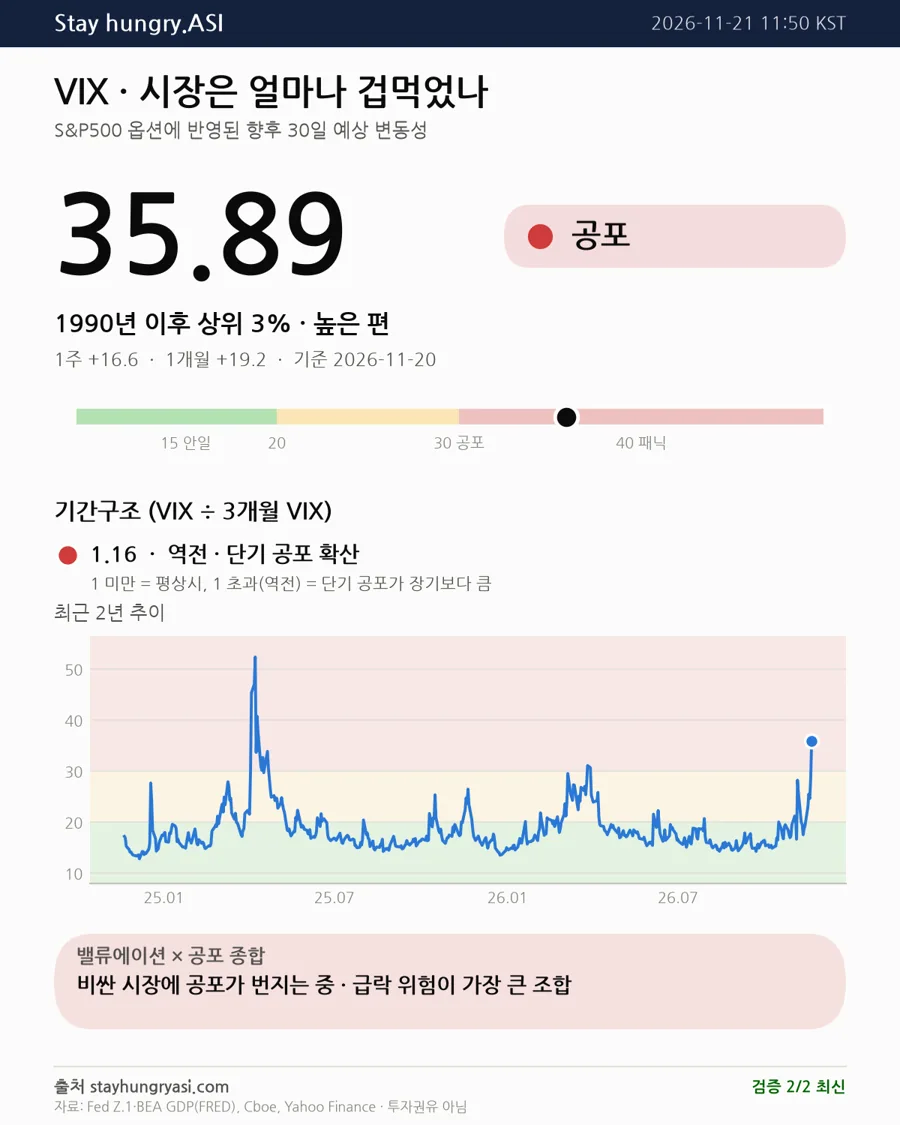 Stay hungry.ASI
2026-11-21 11:50 KST
VIX · 시장은 얼마나 겁먹었나
S&P500 옵션에 반영된 향후 30일 예상 변동성
35.89
공포
1990년 이후 상위 3% · 높은 편
1주 +16.6 · 1개월 +19.2 · 기준 2026-11-20
15 안일 20 30 공포 40 패닉
기간구조 (VIX ÷ 3개월 VIX)
1.16 · 역전 · 단기 공포 확산
1 미만 = 평상시, 1 초과(역전) = 단기 공포가 장기보다 큼
최근 2년 추이
50
40
30
20
10
25.01 25.07 26.01 26.07
밸류에이션 × 공포 종합
비싼 시장에 공포가 번지는 중 · 급락 위험이 가장 큰 조합
출처 stayhungryasi.com
검증 2/2 최신
자료: Fed Z.1·BEA GDP(FRED), Cboe, Yahoo Finance · 투자권유 아님